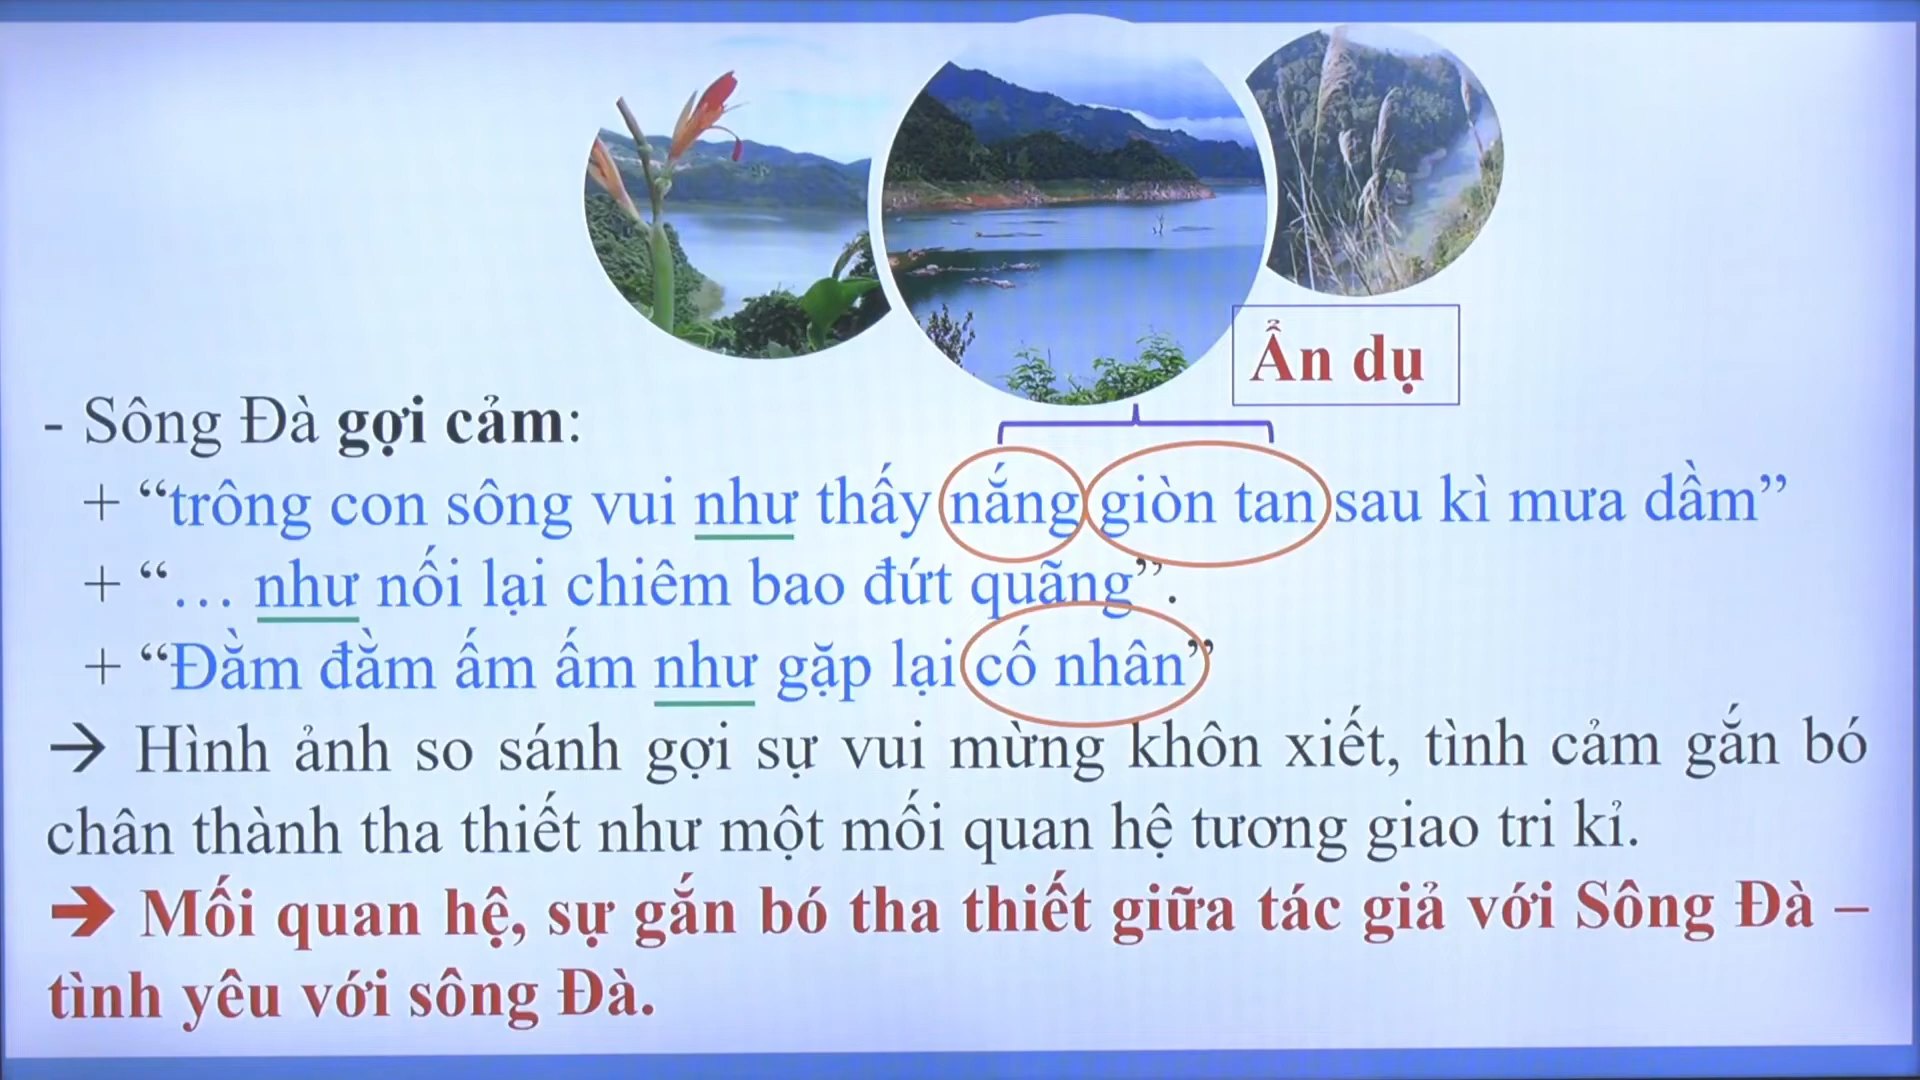 Ẩn dụ
- Sông Đà gợi cảm:
+ “trông con sông vui như thấy nắng giòn tan sau kì mưa dầm”
+ “… như nối lại chiêm bao đứt quãng”.
+ “Đằm đằm ấm ấm như gặp lại cố nhân”
→ Hình ảnh so sánh gợi sự vui mừng khôn xiết, tình cảm gắn bó
chân thành tha thiết như một mối quan hệ tương giao tri kỉ.
➔ Mối quan hệ, sự gắn bó tha thiết giữa tác giả với Sông Đà –
tình yêu với sông Đà.